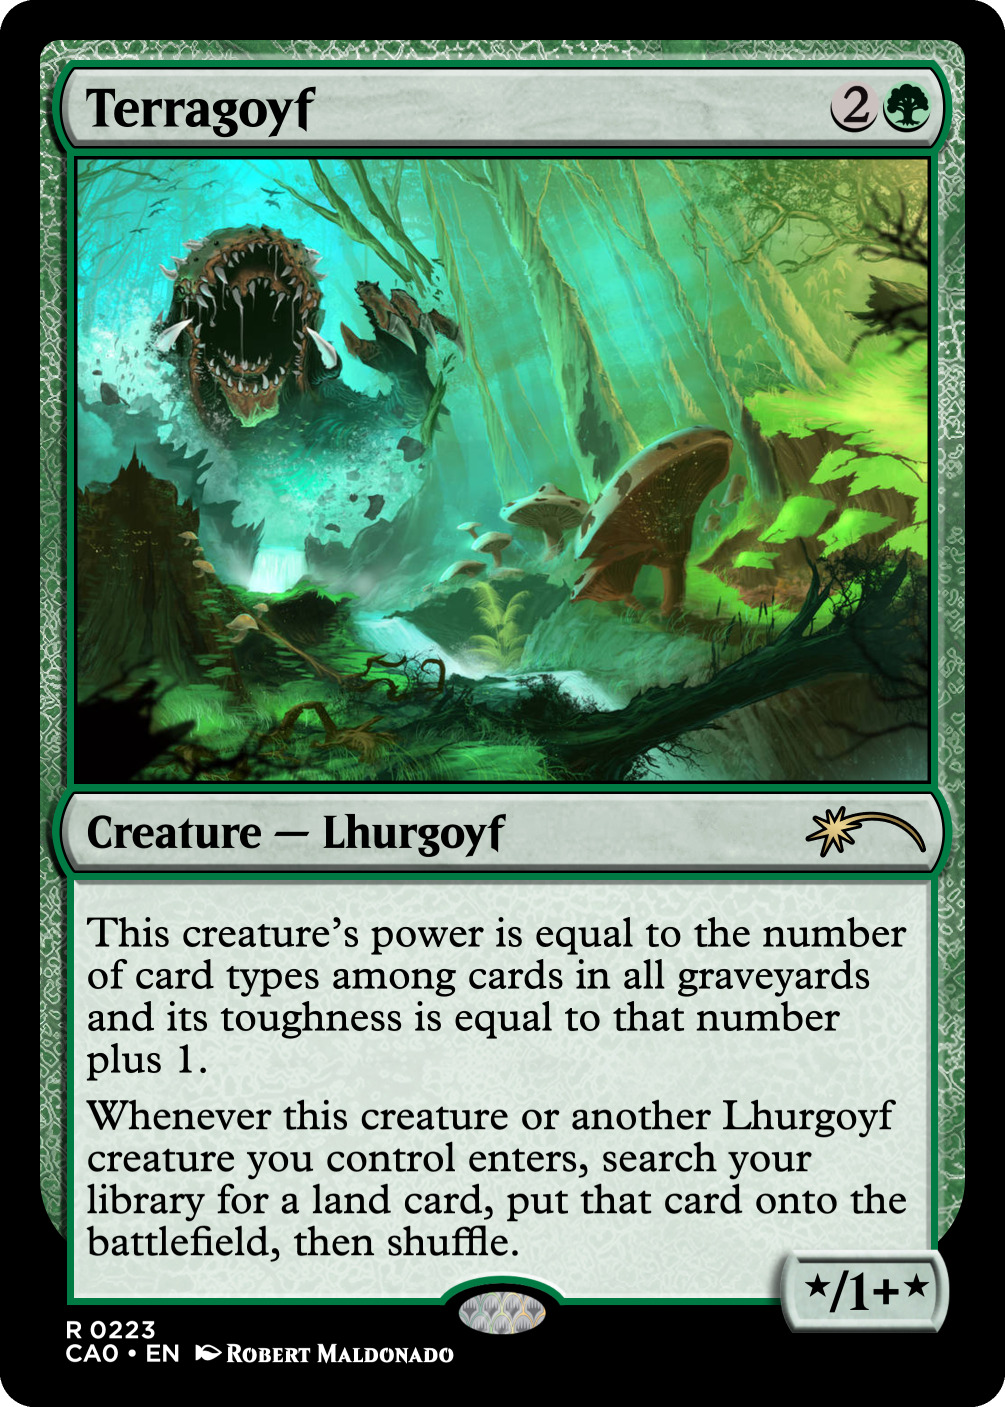 Terragoyf 2
Creature — Lhurgoyf
This creature's power is equal to the number
of card types among cards in all graveyards
and its toughness is equal to that number
plus 1.
Whenever this creature or another Lhurgoyf
creature you control enters, search your
library for a land card, put that card onto the
battlefield, then shuffle.
★/1+★
R 0223
CAO • EN Robert Maldonado